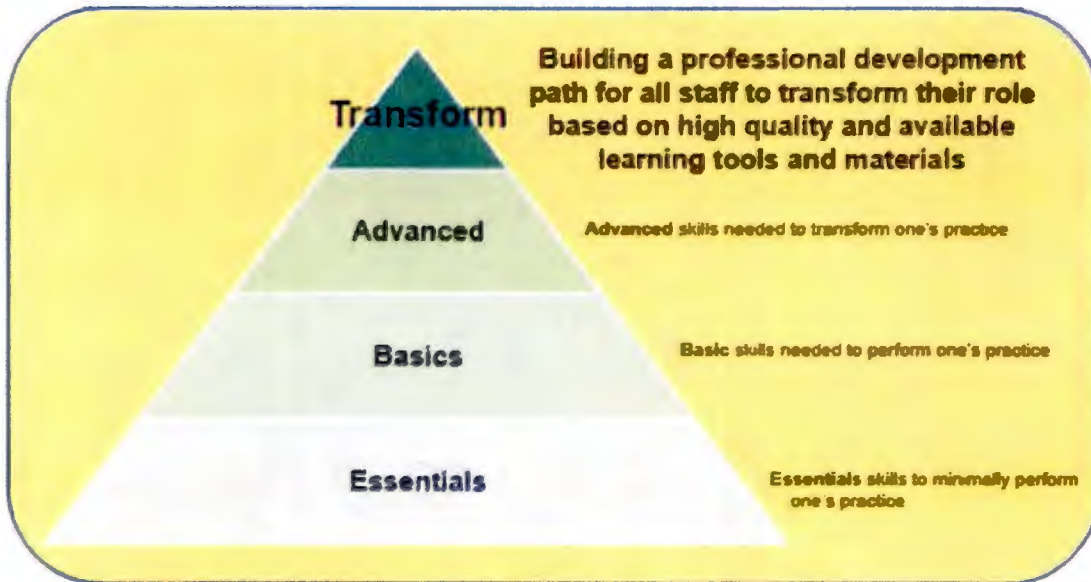 Building a professional development
path for all staff to transform their role
based on high quality and available
learning tools and materials
Transform
Advanced
Advanced skills needed to transform one's practice
Basics
Basic skills needed to perform one's practice
Essentials
Essentials skills to minimally perform
one's practice